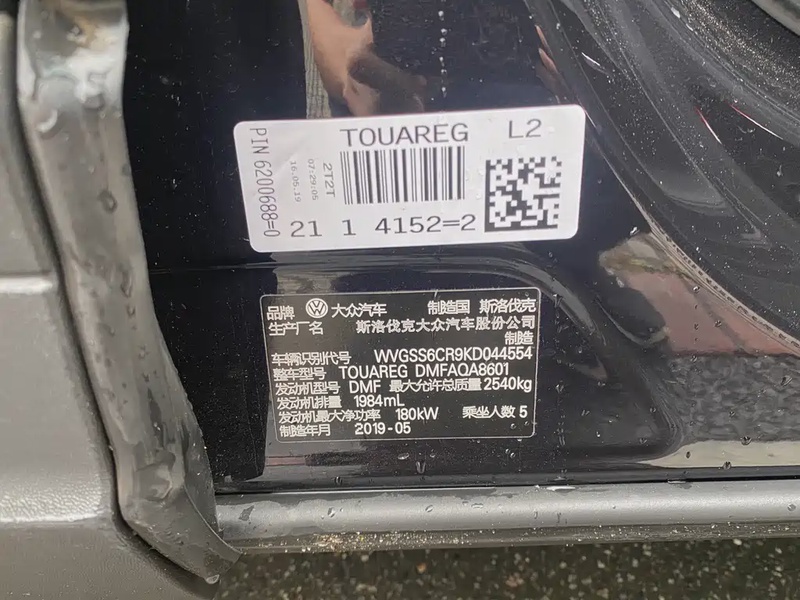 TOUAREG L2
PIN 6200688=0
16.05.19
07:29:05
2T2T
21 1 4152=2
品牌 大众汽车 制造国 斯洛伐克
生产厂名 斯洛伐克大众汽车股份公司
制造
车辆识别代号 WVGSS6CR9KD044554
整车型号 TOUAREG DMFAQA8601
发动机型号 DMF 最大允许总质量 2540kg
发动机排量 1984mL
发动机最大净功率 180kW 乘坐人数 5
制造年月 2019-05